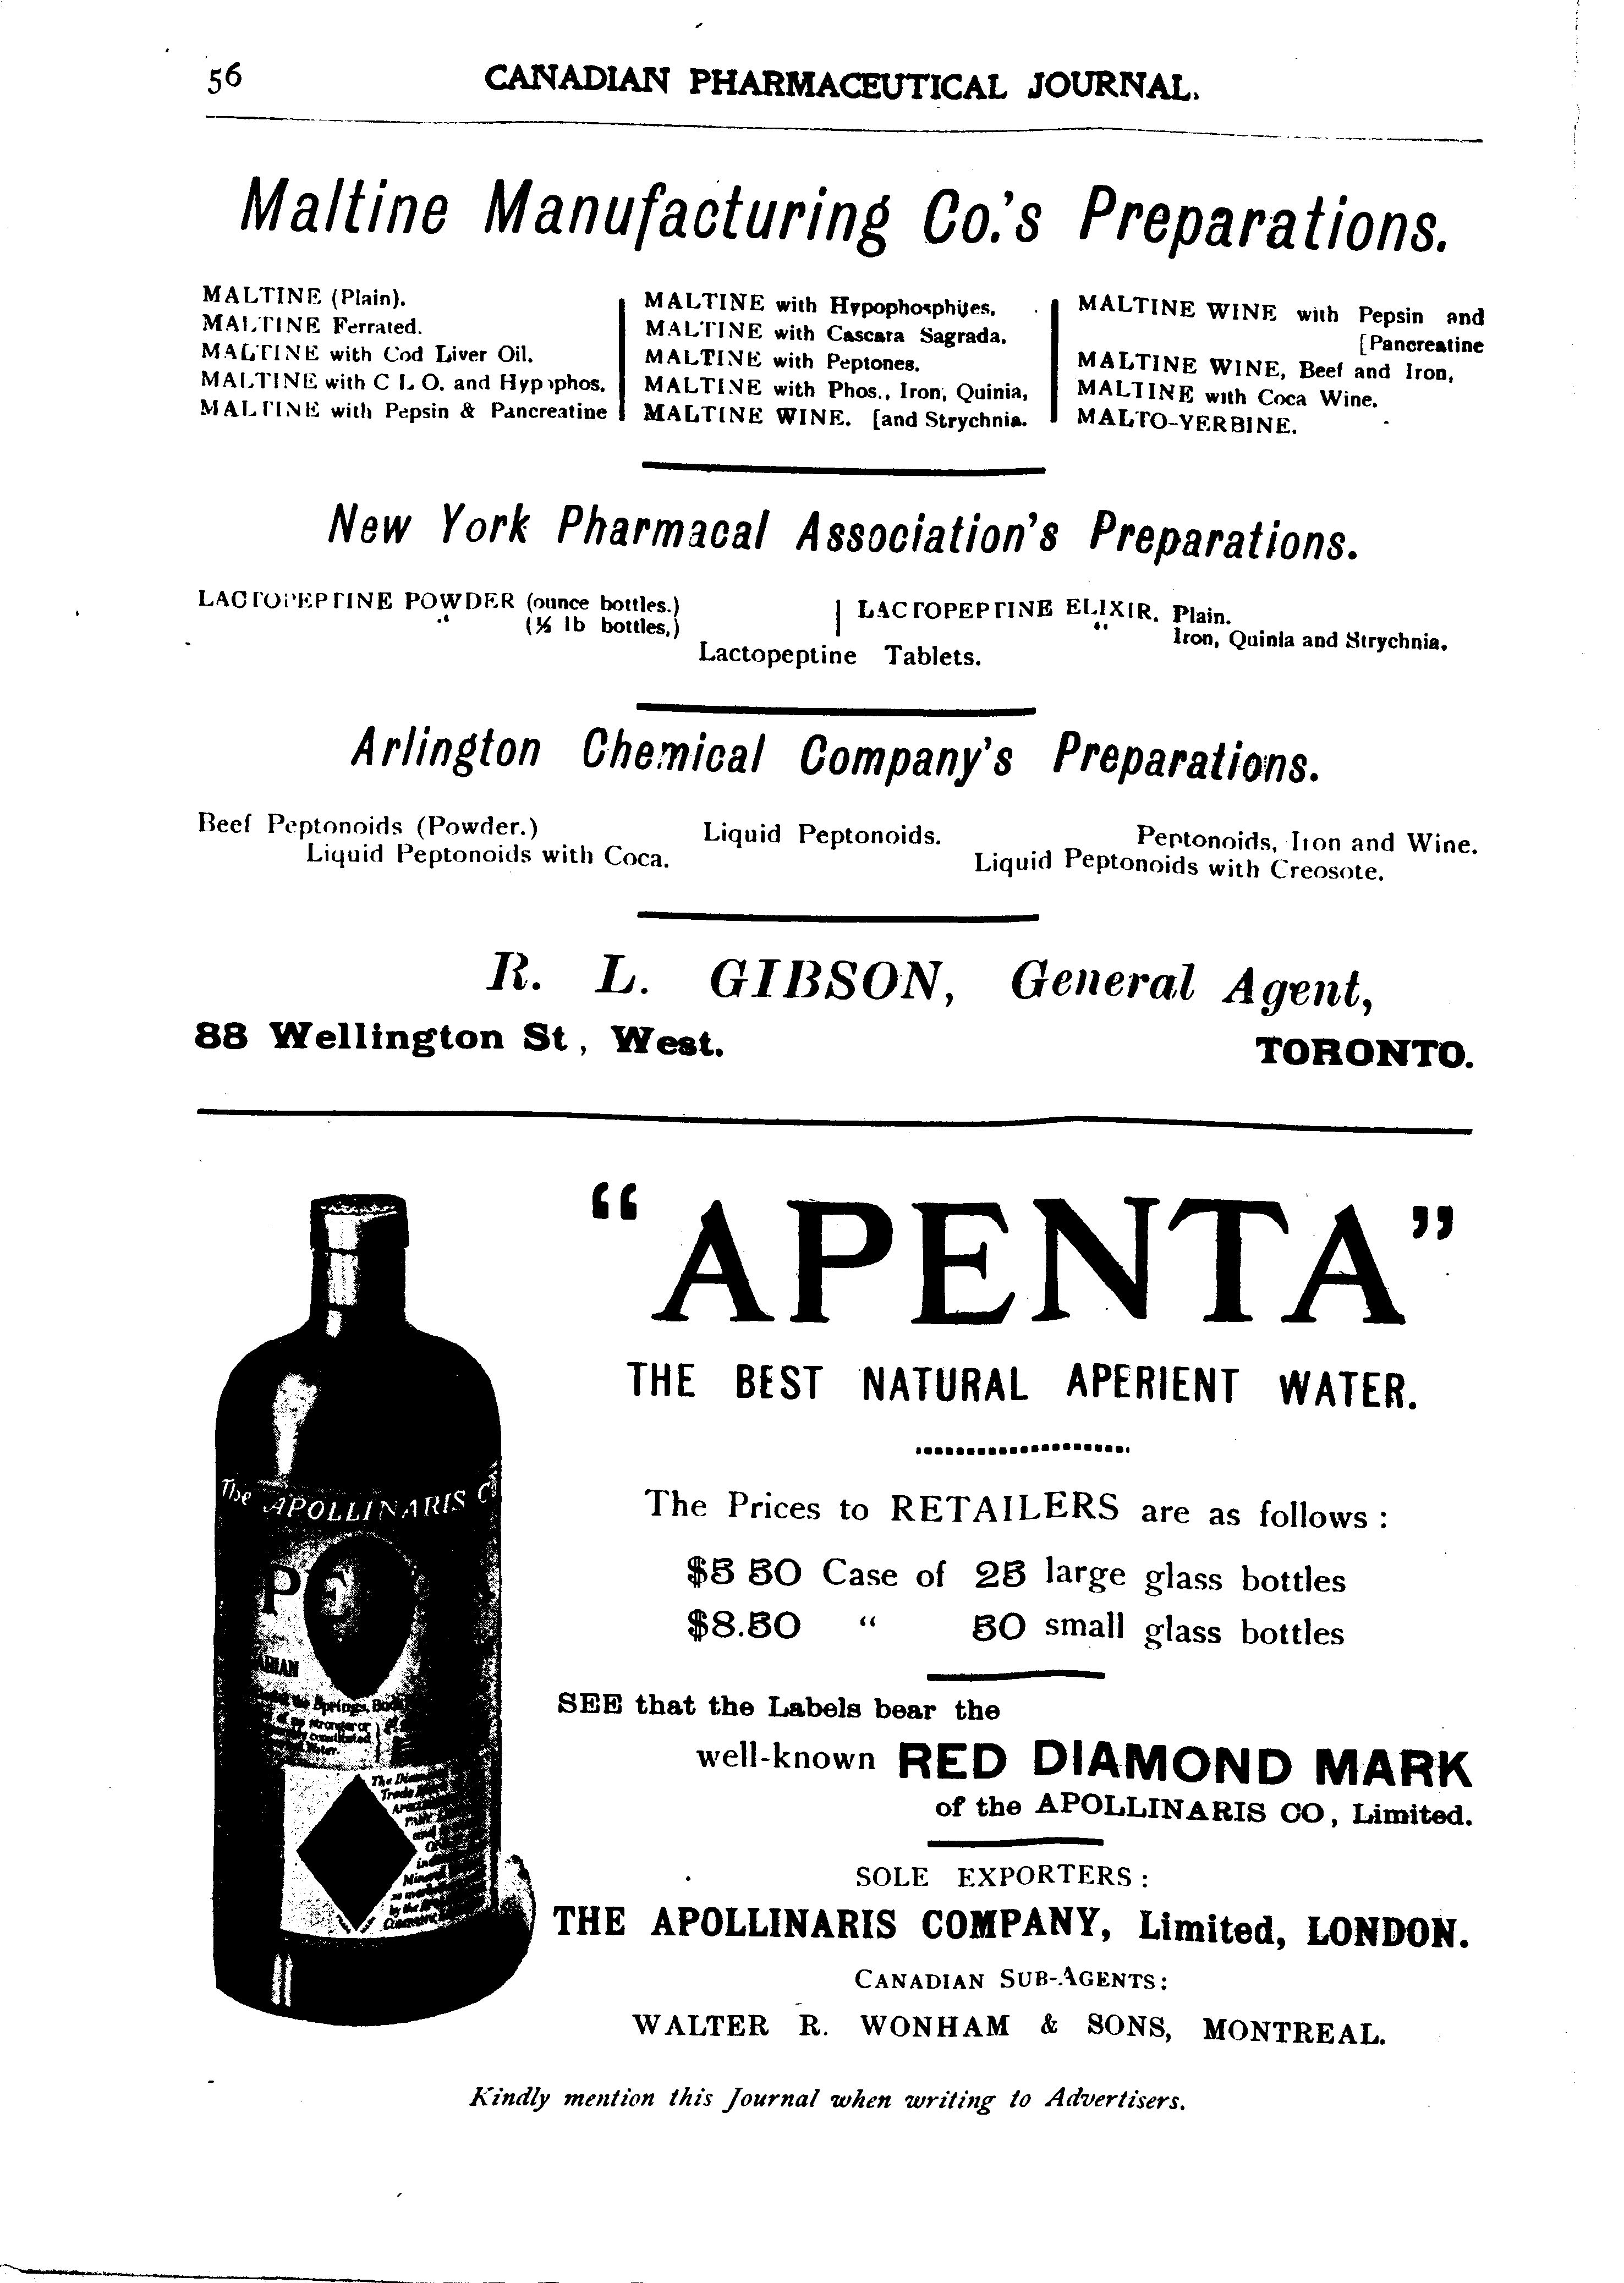 56
CANADIAN PHARMACEUTICAL JOURNAL.
Maltine Manufacturing Co.'s Preparations.
MALTINE (Plain).
MALTINE Ferrated.
MALTINE with Cod Liver Oil.
MALTINE with C L O. and Hypophos.
MALTINE with Pepsin & Pancreatine
MALTINE with Hypophosphites.
MALTINE with Cascara Sagrada.
MALTINE with Peptones.
MALTINE with Phos., Iron, Quinia,
MALTINE WINE. [and Strychnia.
MALTINE WINE with Pepsin and
[Pancreatine
MALTINE WINE, Beef and Iron,
MALTINE with Coca Wine.
MALTO-YERBINE.
New York Pharmacal Association's Preparations.
LACTOPEPTINE POWDER (ounce bottles.)
" (½ lb bottles,)
LACTOPEPTINE ELIXIR. Plain.
" Iron, Quinia and Strychnia.
Lactopeptine Tablets.
Arlington Chemical Company's Preparations.
Beef Peptonoids (Powder.) Liquid Peptonoids. Peptonoids, Iron and Wine.
Liquid Peptonoids with Coca. Liquid Peptonoids with Creosote.
R. L. GIBSON, General Agent,
88 Wellington St, West. TORONTO.
"APENTA"
THE BEST NATURAL APERIENT WATER.
The Prices to RETAILERS are as follows :
$5 50 Case of 25 large glass bottles
$8.50 " 50 small glass bottles
SEE that the Labels bear the
well-known RED DIAMOND MARK
of the APOLLINARIS CO, Limited.
SOLE EXPORTERS :
THE APOLLINARIS COMPANY, Limited, LONDON.
CANADIAN SUB-AGENTS:
WALTER R. WONHAM & SONS, MONTREAL.
Kindly mention this Journal when writing to Advertisers.
The APOLLINARIS Co
Springs,